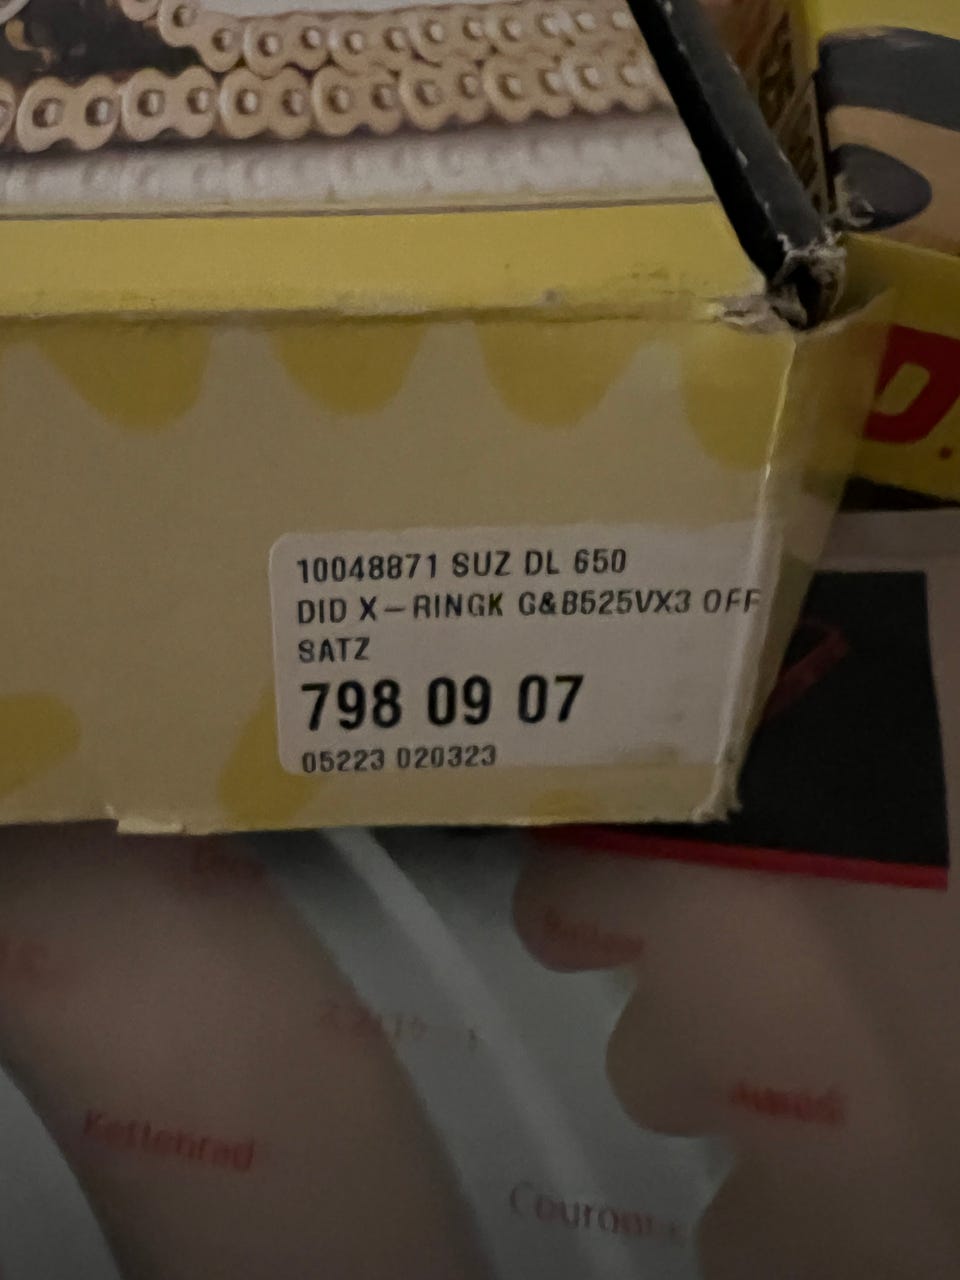 D.
10048871 SUZ DL 650
DID X-RINGK G&B525VX3 OFF
SATZ
798 09 07
05223 020323
Kettenrad